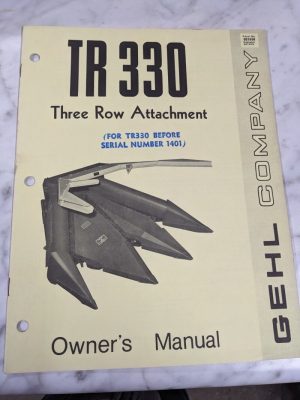 TR 330
Three Row Attachment
(FOR TR330 BEFORE
SERIAL NUMBER 1401)
GEHL COMPANY
Owner's Manual